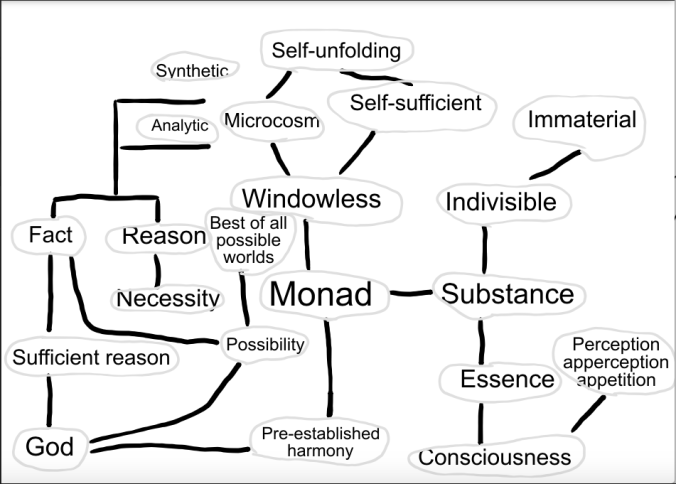 Self-unfolding
Synthetic
Self-sufficient
Analytic
Microcosm
Immaterial
Windowless
Indivisible
Fact
Reason
Best of all
possible
worlds
Necessity
Monad
Substance
Sufficient reason
Possibility
Perception
apperception
appetition
Essence
God
Pre-established
harmony
Consciousness